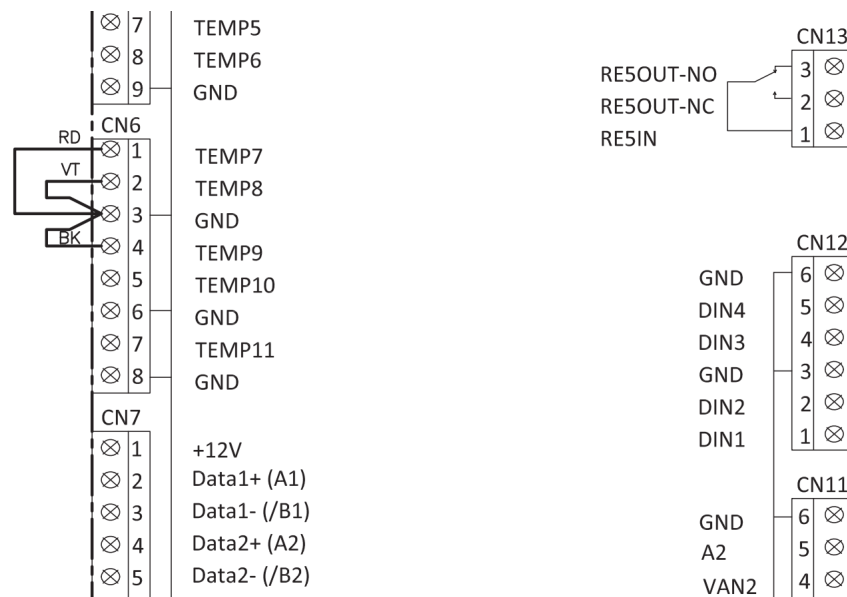 7 TEMP5
8 TEMP6
9 GND
CN6
RD 1 TEMP7
VT 2 TEMP8
3 GND
BK 4 TEMP9
5 TEMP10
6 GND
7 TEMP11
8 GND
CN7
1 +12V
2 Data1+ (A1)
3 Data1- (/B1)
4 Data2+ (A2)
5 Data2- (/B2)
CN13
RE5OUT-NO 3
RE5OUT-NC 2
RE5IN 1
CN12
GND 6
DIN4 5
DIN3 4
GND 3
DIN2 2
DIN1 1
CN11
GND 6
A2 5
VAN2 4